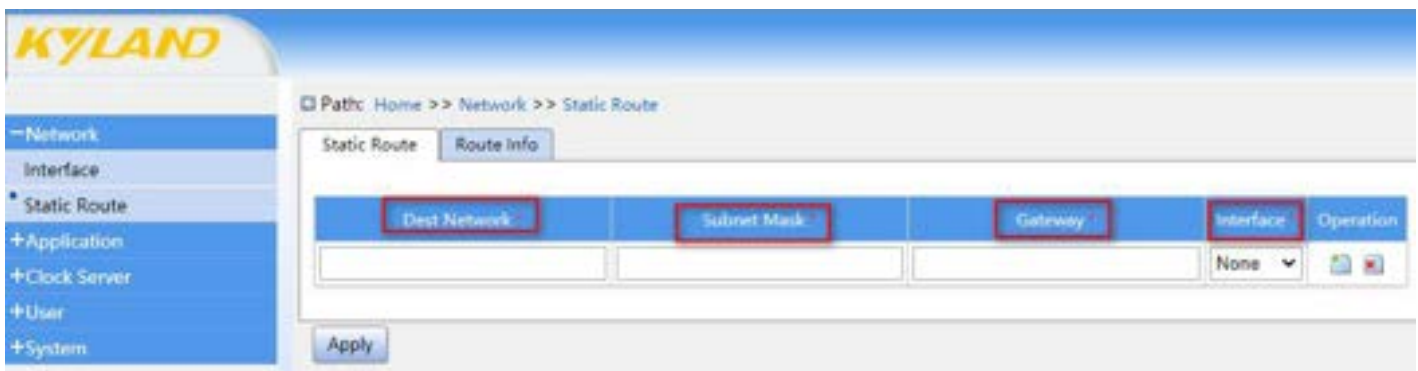 KYLAND
Path: Home >> Network >> Static Route
−Network
Interface
Static Route
+Application
+Clock Server
+User
+System
Static Route Route Info
Dest Network Subnet Mask Gateway Interface Operation
None
Apply